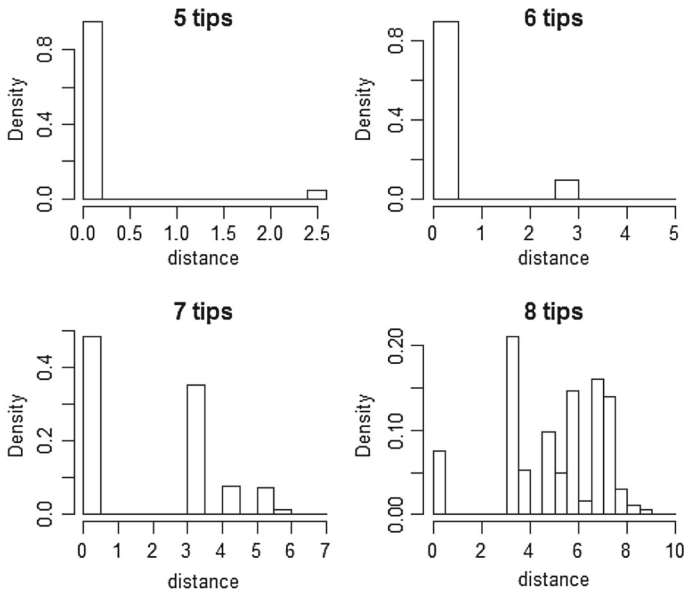 5 tips
Density
0.0 0.4 0.8
0.0 0.5 1.0 1.5 2.0 2.5
distance
6 tips
Density
0.0 0.4 0.8
0 1 2 3 4 5
distance
7 tips
Density
0.0 0.2 0.4
0 1 2 3 4 5 6 7
distance
8 tips
Density
0.00 0.10 0.20
0 2 4 6 8 10
distance